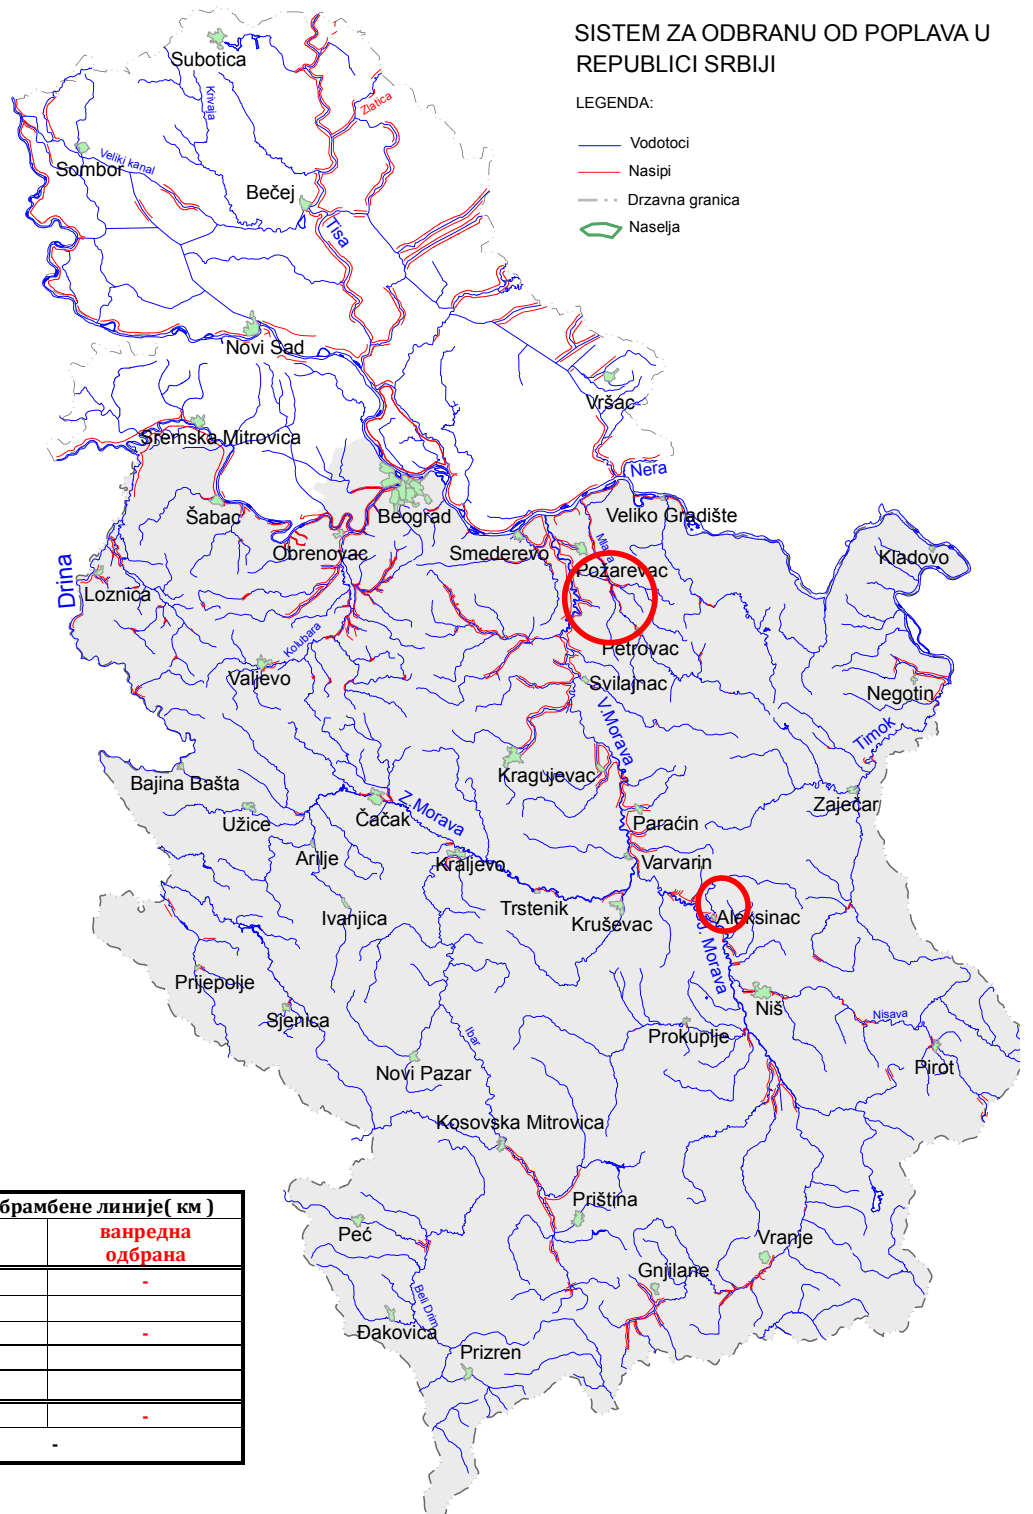 SISTEM ZA ODBRANU OD POPLAVA U
REPUBLICI SRBIJI
LEGENDA:
Vodotoci
Nasipi
Drzavna granica
Naselja
Subotica
Krivaja
Zlatica
Sombor
Veliki kanal
Bečej
Tisa
Novi Sad
Vršac
Sremska Mitrovica
Nera
Šabac
Beograd
Veliko Gradište
Obrenovac
Smederevo
Kladovo
Drina
Loznica
Požarevac
Kolubara
Petrovac
Valjevo
Svilajnac
Negotin
V.Morava
Timok
Kragujevac
Bajina Bašta
Zaječar
Užice
Čačak
Z.Morava
Paraćin
Arilje
Kraljevo
Varvarin
Ivanjica
Trstenik
Kruševac
Aleksinac
J. Morava
Prijepolje
Sjenica
Niš
Nisava
Ibar
Prokuplje
Novi Pazar
Pirot
Kosovska Mitrovica
Priština
Peć
Vranje
Gnjilane
Beli Drim
Đakovica
Prizren
брамбене линије( км )
ванредна
одбрана
-
-
-
-